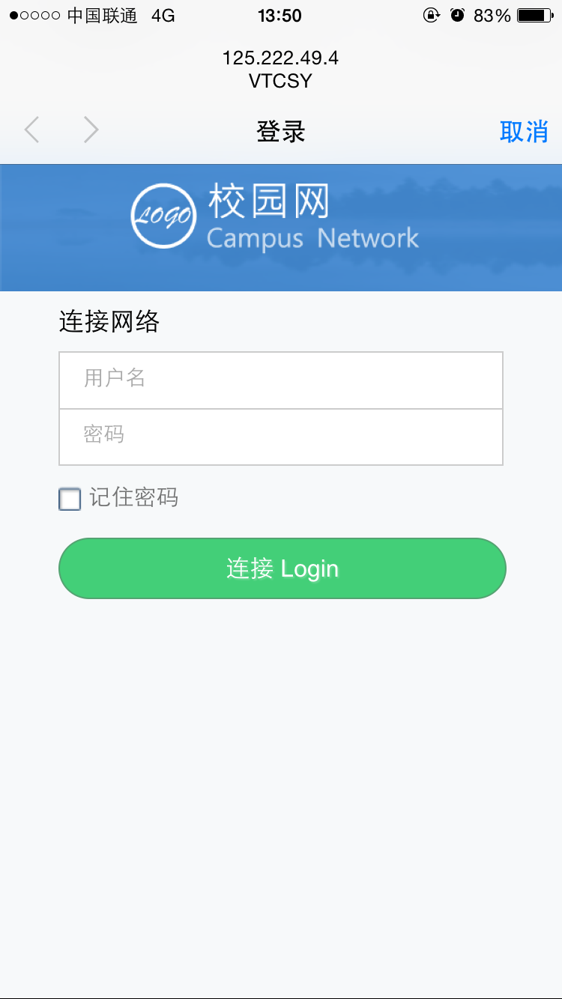 中国联通 4G 13:50 83%
125.222.49.4
VTCSY
登录 取消
LOGO 校园网
Campus Network
连接网络
用户名
密码
记住密码
连接 Login